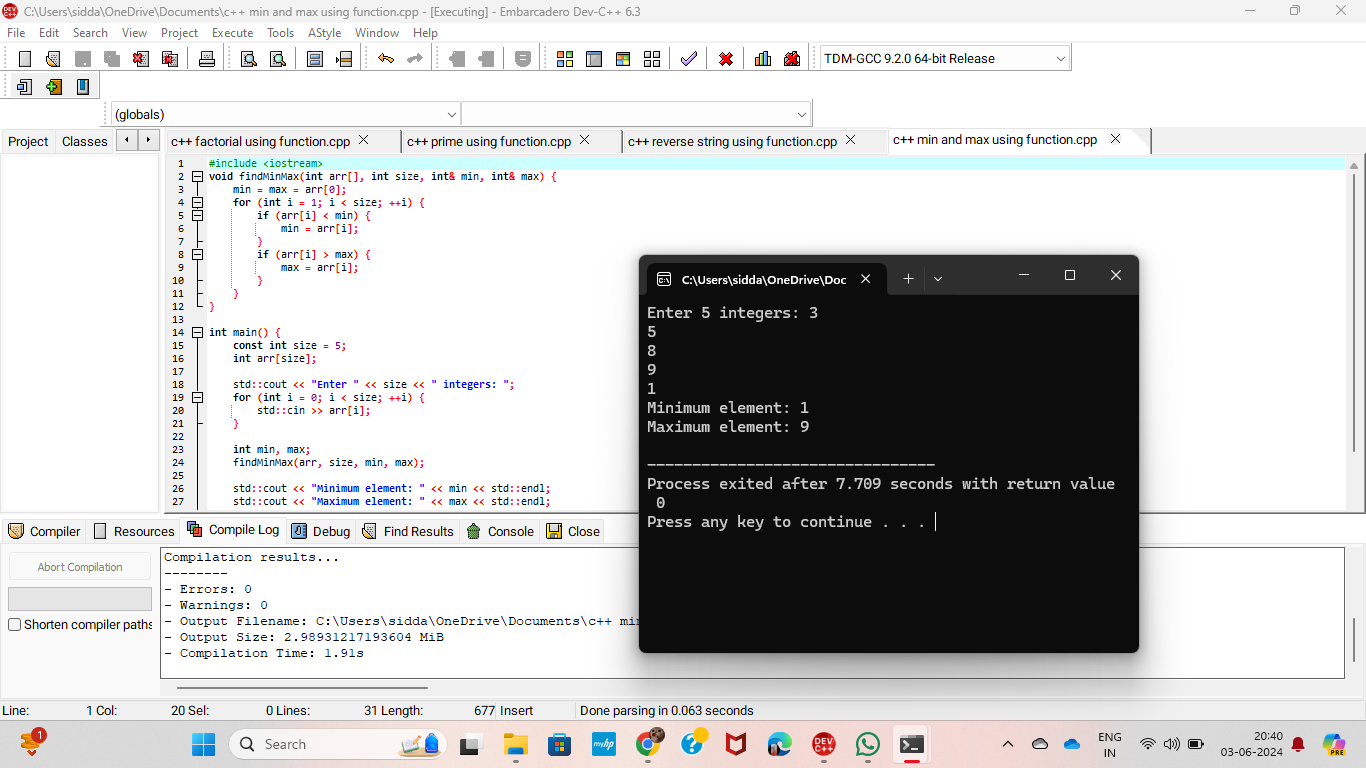 C:\Users\sidda\OneDrive\Documents\c++ min and max using function.cpp - [Executing] - Embarcadero Dev-C++ 6.3
File Edit Search View Project Execute Tools AStyle Window Help
TDM-GCC 9.2.0 64-bit Release
(globals)
Project Classes
c++ factorial using function.cpp c++ prime using function.cpp c++ reverse string using function.cpp c++ min and max using function.cpp
1 #include <iostream>
2 void findMinMax(int arr[], int size, int& min, int& max) {
3 min = max = arr[0];
4 for (int i = 1; i < size; ++i) {
5 if (arr[i] < min) {
6 min = arr[i];
7 }
8 if (arr[i] > max) {
9 max = arr[i];
10 }
11 }
12 }
13
14 int main() {
15 const int size = 5;
16 int arr[size];
17
18 std::cout << "Enter " << size << " integers: ";
19 for (int i = 0; i < size; ++i) {
20 std::cin >> arr[i];
21 }
22
23 int min, max;
24 findMinMax(arr, size, min, max);
25
26 std::cout << "Minimum element: " << min << std::endl;
27 std::cout << "Maximum element: " << max << std::endl;
C:\Users\sidda\OneDrive\Doc
Enter 5 integers: 3
5
8
9
1
Minimum element: 1
Maximum element: 9
--------------------------------
Process exited after 7.709 seconds with return value
0
Press any key to continue . . .
Compiler Resources Compile Log Debug Find Results Console Close
Abort Compilation
Shorten compiler paths
Compilation results...
--------
- Errors: 0
- Warnings: 0
- Output Filename: C:\Users\sidda\OneDrive\Documents\c++ mi
- Output Size: 2.98931217193604 MiB
- Compilation Time: 1.91s
Line: 1 Col: 20 Sel: 0 Lines: 31 Length: 677 Insert Done parsing in 0.063 seconds
1
Search
myhp
DEV C++
ENG
IN
20:40
03-06-2024
PRE